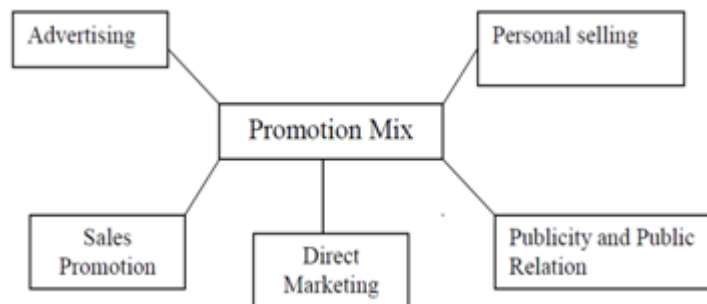 Advertising
Personal selling
Promotion Mix
Sales
Promotion
Direct
Marketing
Publicity and Public
Relation